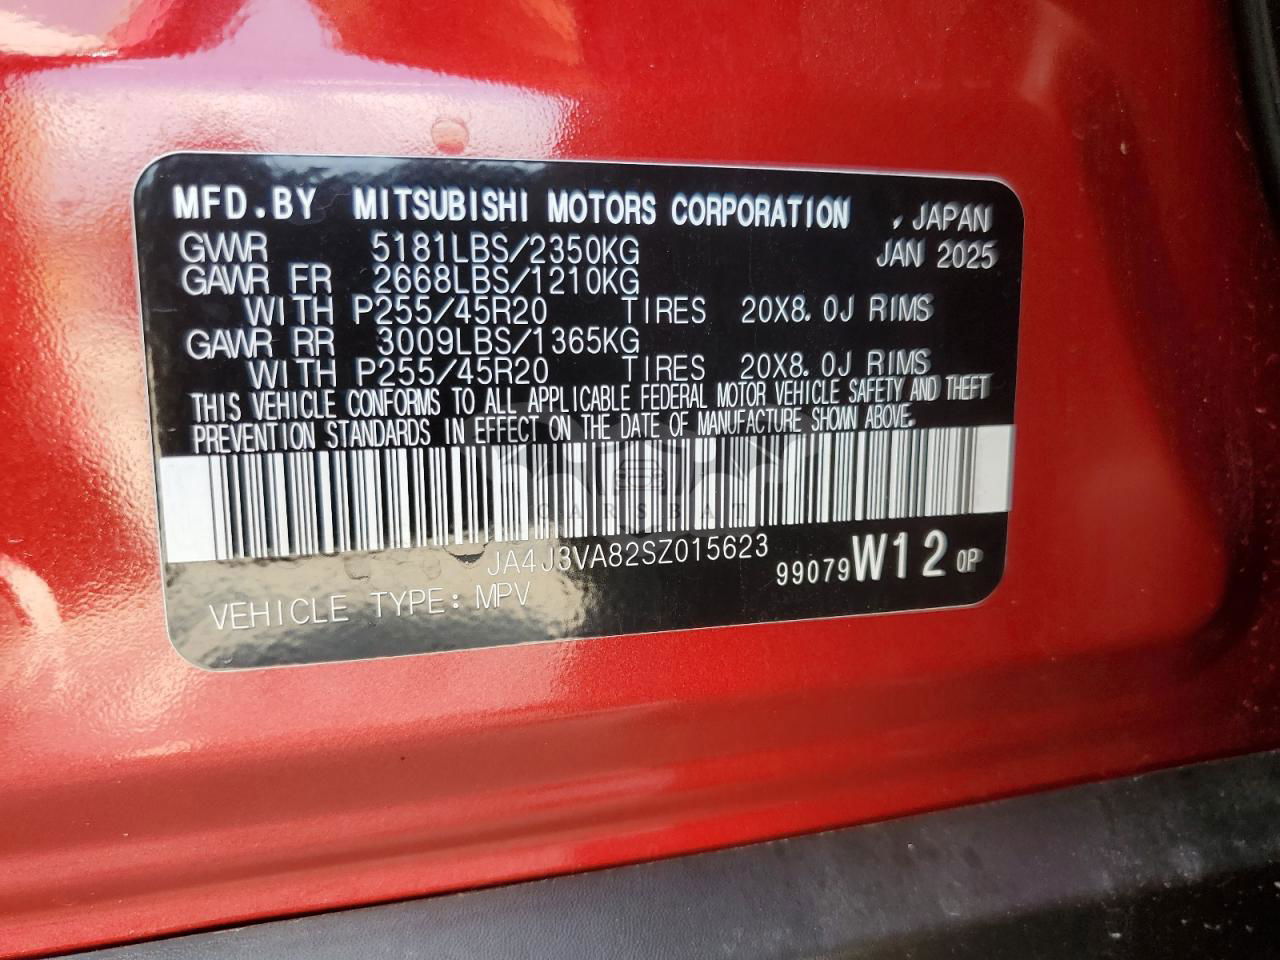 MFD.BY MITSUBISHI MOTORS CORPORATION , JAPAN
GVWR 5181LBS/2350KG JAN 2025
GAWR FR 2668LBS/1210KG
WITH P255/45R20 TIRES 20X8.0J RIMS
GAWR RR 3009LBS/1365KG
WITH P255/45R20 TIRES 20X8.0J RIMS
THIS VEHICLE CONFORMS TO ALL APPLICABLE FEDERAL MOTOR VEHICLE SAFETY AND THEFT
PREVENTION STANDARDS IN EFFECT ON THE DATE OF MANUFACTURE SHOWN ABOVE.
CARSBAT
JA4J3VA82SZ015623
99079W12 OP
VEHICLE TYPE: MPV